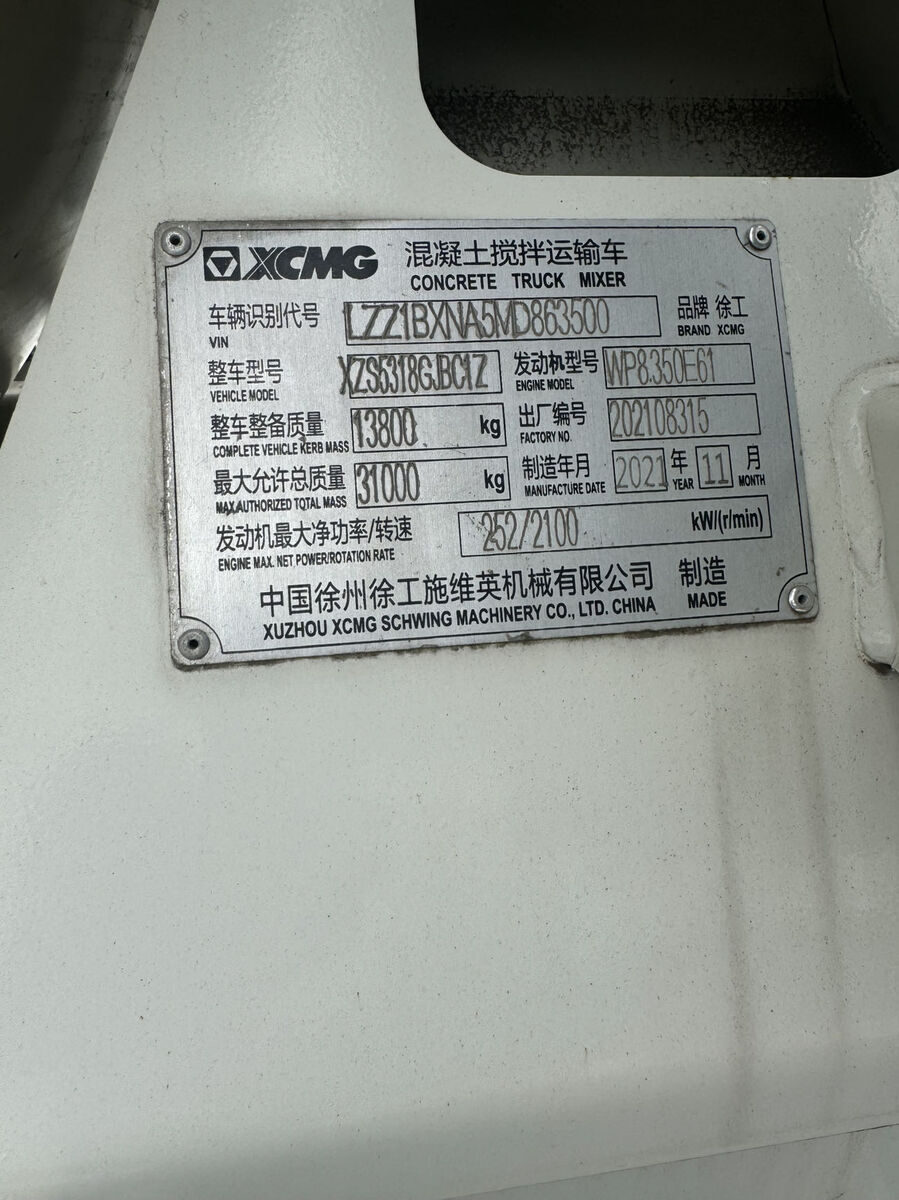 XCMG 混凝土搅拌运输车
CONCRETE TRUCK MIXER
车辆识别代号 LZZ1BXNA5MD863500 品牌 徐工
VIN BRAND XCMG
整车型号 XZS5318GJBC1Z 发动机型号 WP8.350E61
VEHICLE MODEL ENGINE MODEL
整车整备质量 13800 kg 出厂编号 202108315
COMPLETE VEHICLE KERB MASS FACTORY NO.
最大允许总质量 31000 kg 制造年月 2021 年 11 月
MAX.AUTHORIZED TOTAL MASS MANUFACTURE DATE YEAR MONTH
发动机最大净功率/转速 252/2100 kW/(r/min)
ENGINE MAX. NET POWER/ROTATION RATE
中国徐州徐工施维英机械有限公司 制造
XUZHOU XCMG SCHWING MACHINERY CO., LTD. CHINA MADE